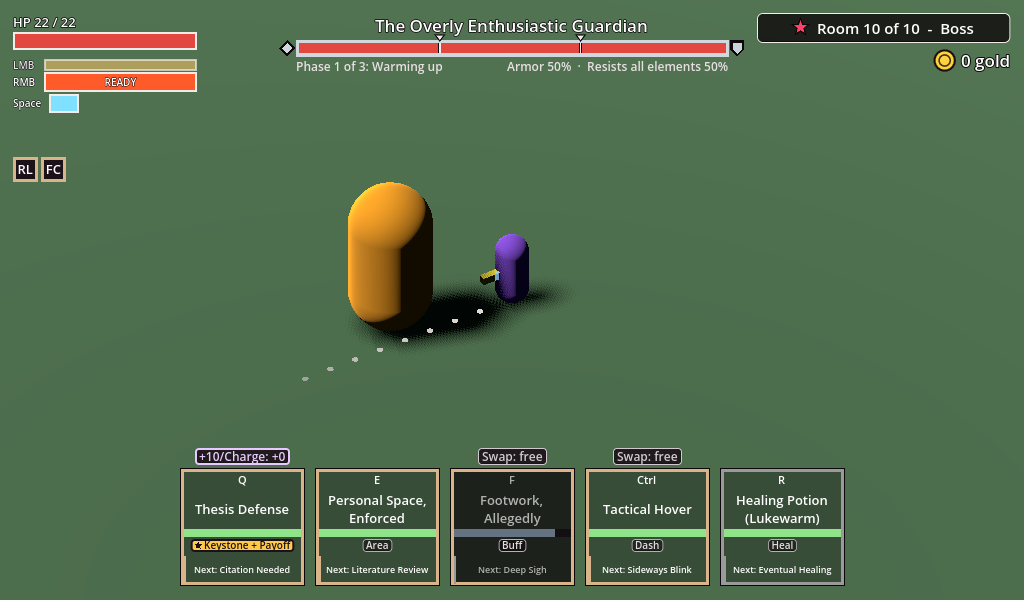 HP 22 / 22
The Overly Enthusiastic Guardian
Room 10 of 10 - Boss
0 gold
LMB
RMB READY
Space
Phase 1 of 3: Warming up
Armor 50% · Resists all elements 50%
RL FC
+10/Charge: +0
Swap: free
Swap: free
Q
Thesis Defense
★Keystone + Payoff
Next: Citation Needed
E
Personal Space,
Enforced
Area
Next: Literature Review
F
Footwork,
Allegedly
Buff
Next: Deep Sigh
Ctrl
Tactical Hover
Dash
Next: Sideways Blink
R
Healing Potion
(Lukewarm)
Heal
Next: Eventual Healing